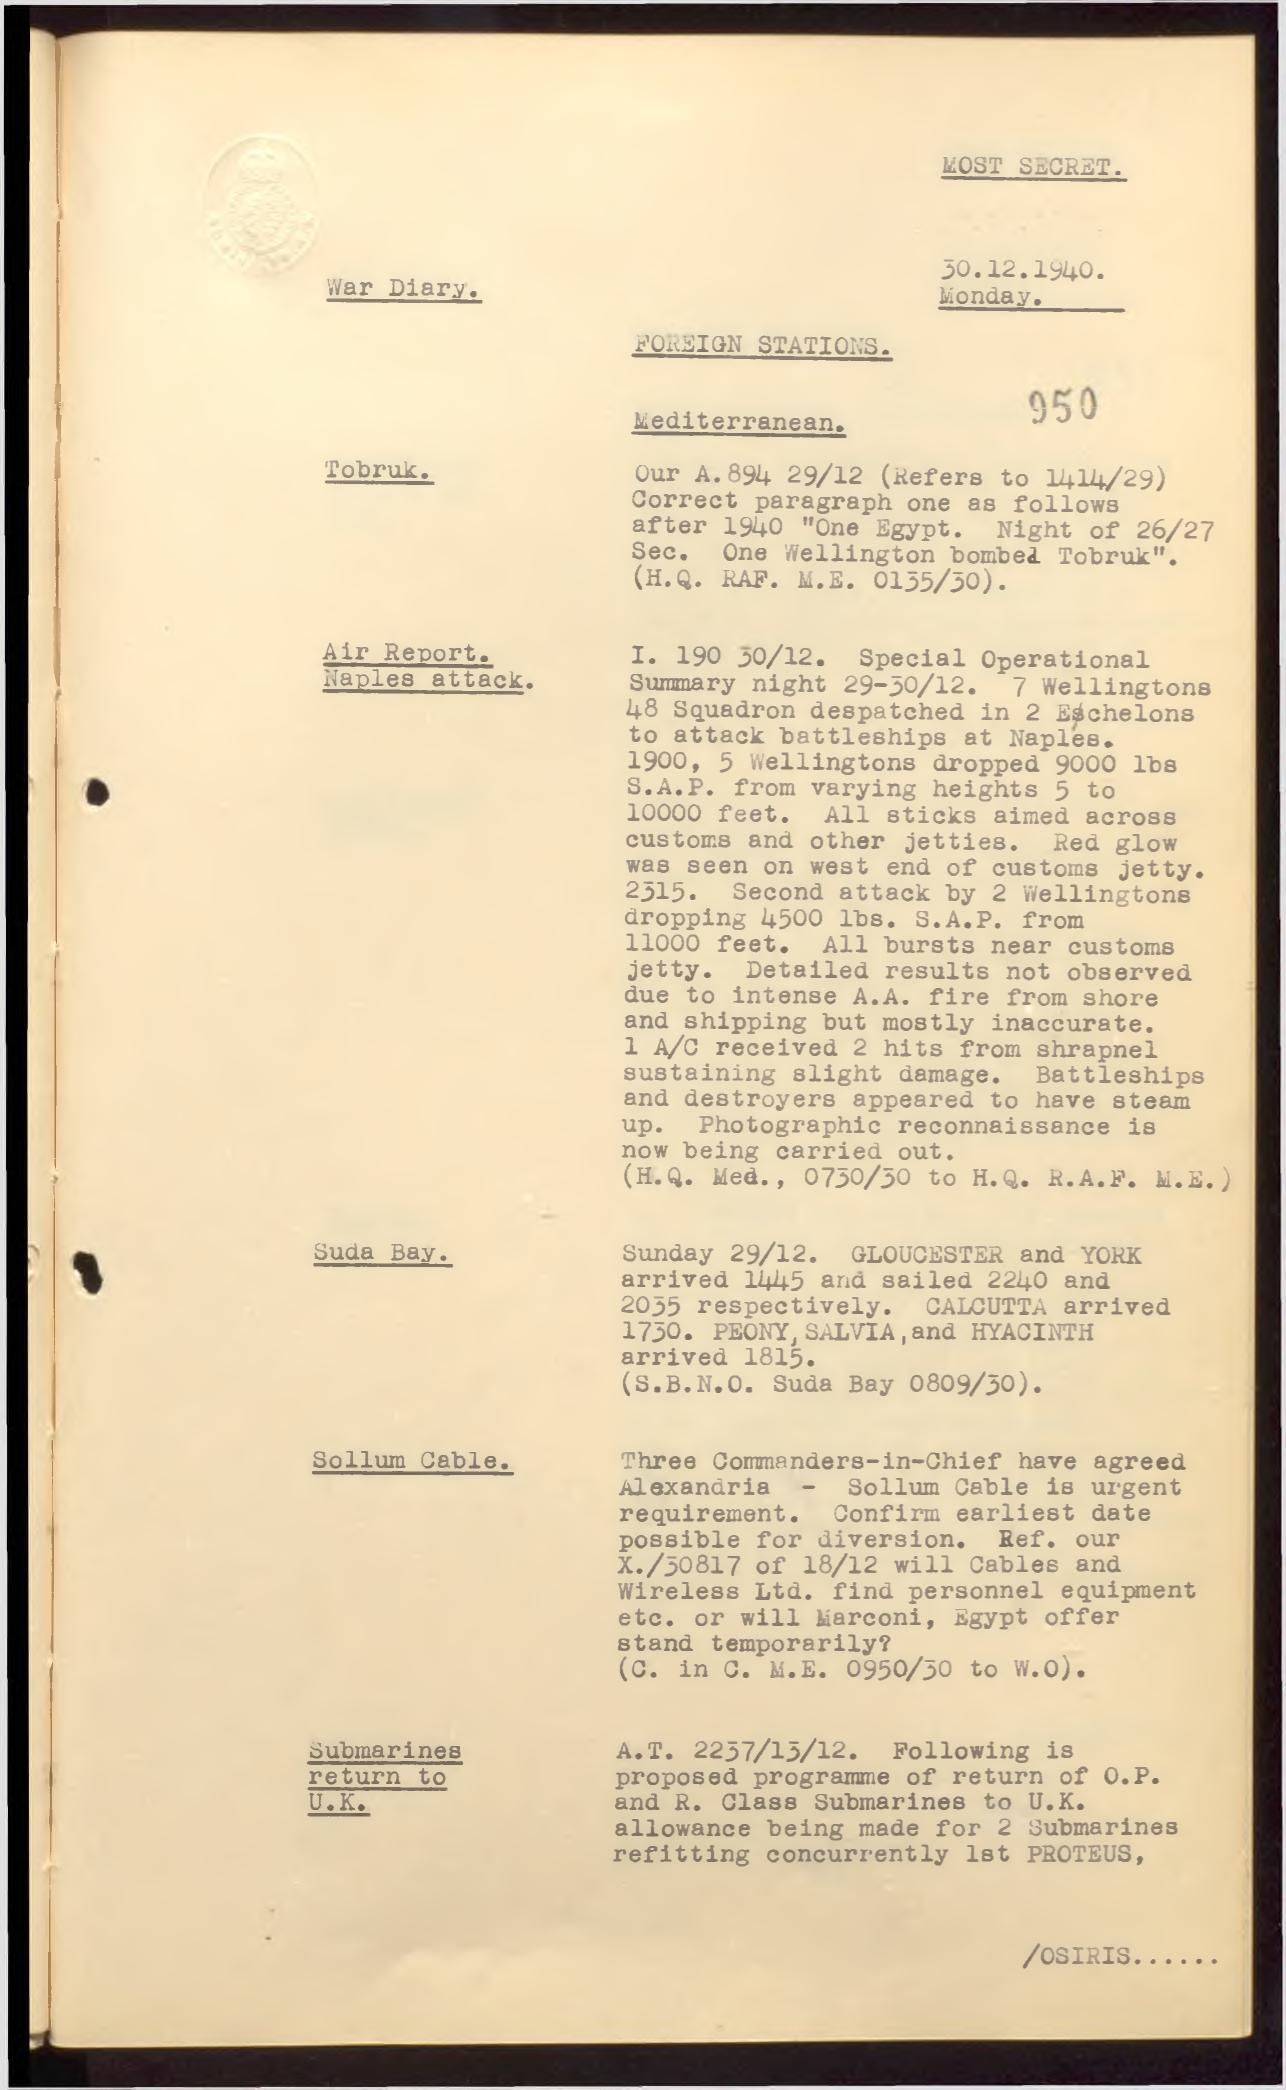 MOST SECRET.
30.12.1940.
War Diary.
Monday.
FOREIGN STATIONS.
950
Mediterranean.
Tobruk.
Our A.894 29/12 (Refers to 1414/29)
Correct paragraph one as follows
after 1940 "One Egypt. Night of 26/27
Sec. One Wellington bombed Tobruk".
(H.Q. RAF. M.E. 0135/30).
Air Report.
Naples attack.
I. 190 30/12. Special Operational
Summary night 29-30/12. 7 Wellingtons
48 Squadron despatched in 2 Eschelons
to attack battleships at Naples.
1900, 5 Wellingtons dropped 9000 lbs
S.A.P. from varying heights 5 to
10000 feet. All sticks aimed across
customs and other jetties. Red glow
was seen on west end of customs jetty.
2315. Second attack by 2 Wellingtons
dropping 4500 lbs. S.A.P. from
11000 feet. All bursts near customs
jetty. Detailed results not observed
due to intense A.A. fire from shore
and shipping but mostly inaccurate.
1 A/C received 2 hits from shrapnel
sustaining slight damage. Battleships
and destroyers appeared to have steam
up. Photographic reconnaissance is
now being carried out.
(H.Q. Med., 0730/30 to H.Q. R.A.F. M.E.)
Suda Bay.
Sunday 29/12. GLOUCESTER and YORK
arrived 1445 and sailed 2240 and
2035 respectively. CALCUTTA arrived
1730. PEONY, SALVIA, and HYACINTH
arrived 1815.
(S.B.N.O. Suda Bay 0809/30).
Sollum Cable.
Three Commanders-in-Chief have agreed
Alexandria - Sollum Cable is urgent
requirement. Confirm earliest date
possible for diversion. Ref. our
X./30817 of 18/12 will Cables and
Wireless Ltd. find personnel equipment
etc. or will Marconi, Egypt offer
stand temporarily?
(C. in C. M.E. 0950/30 to W.O).
Submarines
return to
U.K.
A.T. 2237/13/12. Following is
proposed programme of return of O.P.
and R. Class Submarines to U.K.
allowance being made for 2 Submarines
refitting concurrently 1st PROTEUS,
/OSIRIS......